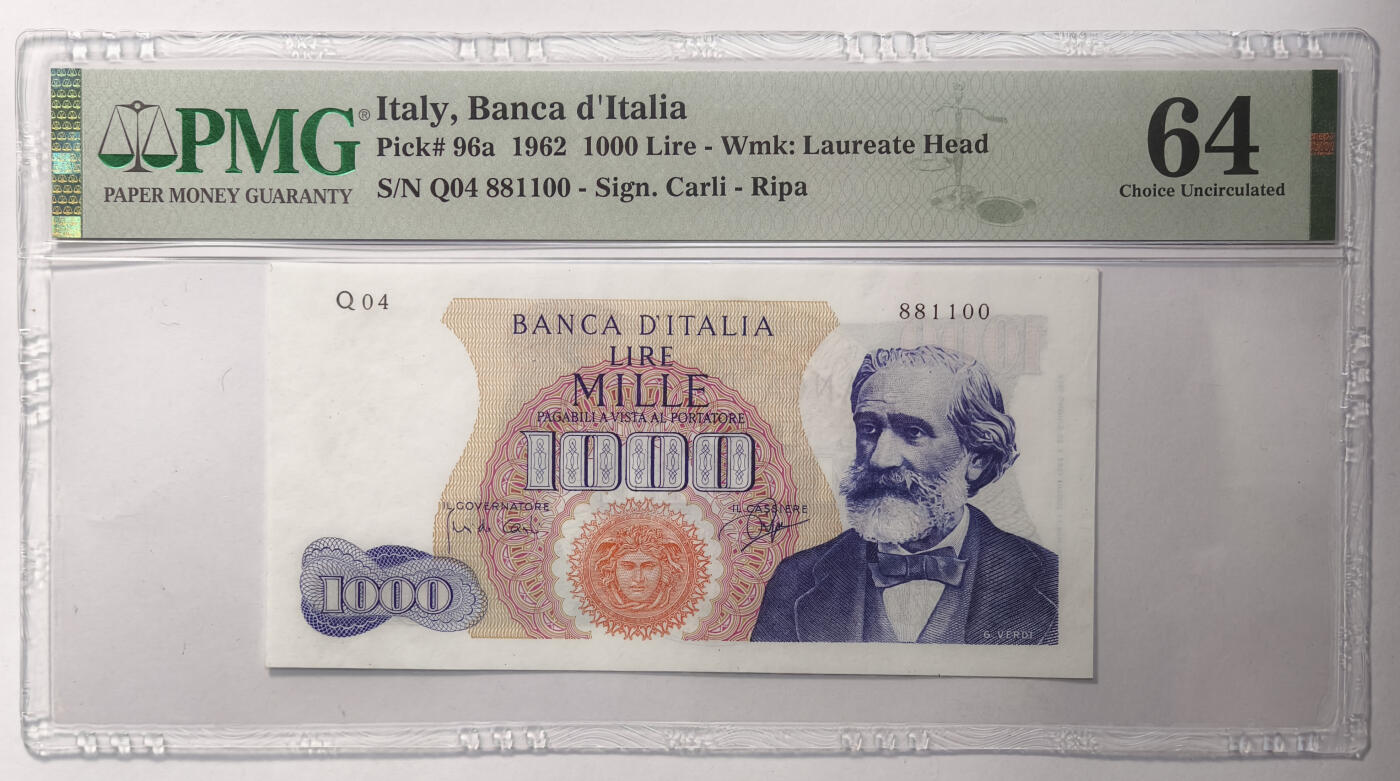 PMG®
PAPER MONEY GUARANTY
Italy, Banca d'Italia
Pick# 96a 1962 1000 Lire - Wmk: Laureate Head
S/N Q04 881100 - Sign. Carli - Ripa
64
Choice Uncirculated
Q 04
881100
BANCA D'ITALIA
LIRE
MILLE
PAGABILI A VISTA AL PORTATORE
1000
IL GOVERNATORE
IL CASSIERE
1000
G. VERDI